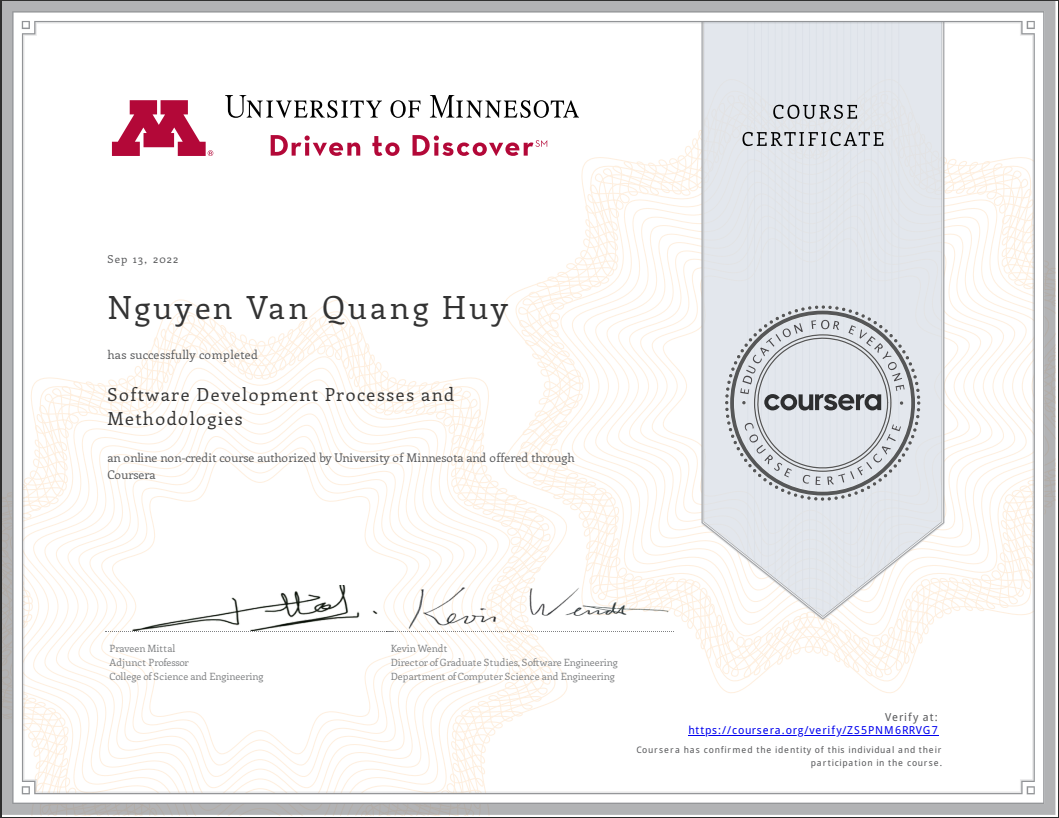 UNIVERSITY OF MINNESOTA
Driven to Discover℠
COURSE
CERTIFICATE
Sep 13, 2022
Nguyen Van Quang Huy
has successfully completed
Software Development Processes and
Methodologies
an online non-credit course authorized by University of Minnesota and offered through
Coursera
EDUCATION FOR EVERYONE
coursera
COURSE CERTIFICATE
Kevin Wendt
Praveen Mittal
Adjunct Professor
College of Science and Engineering
Kevin Wendt
Director of Graduate Studies, Software Engineering
Department of Computer Science and Engineering
Verify at:
https://coursera.org/verify/ZS5PNM6RRVG7
Coursera has confirmed the identity of this individual and their
participation in the course.